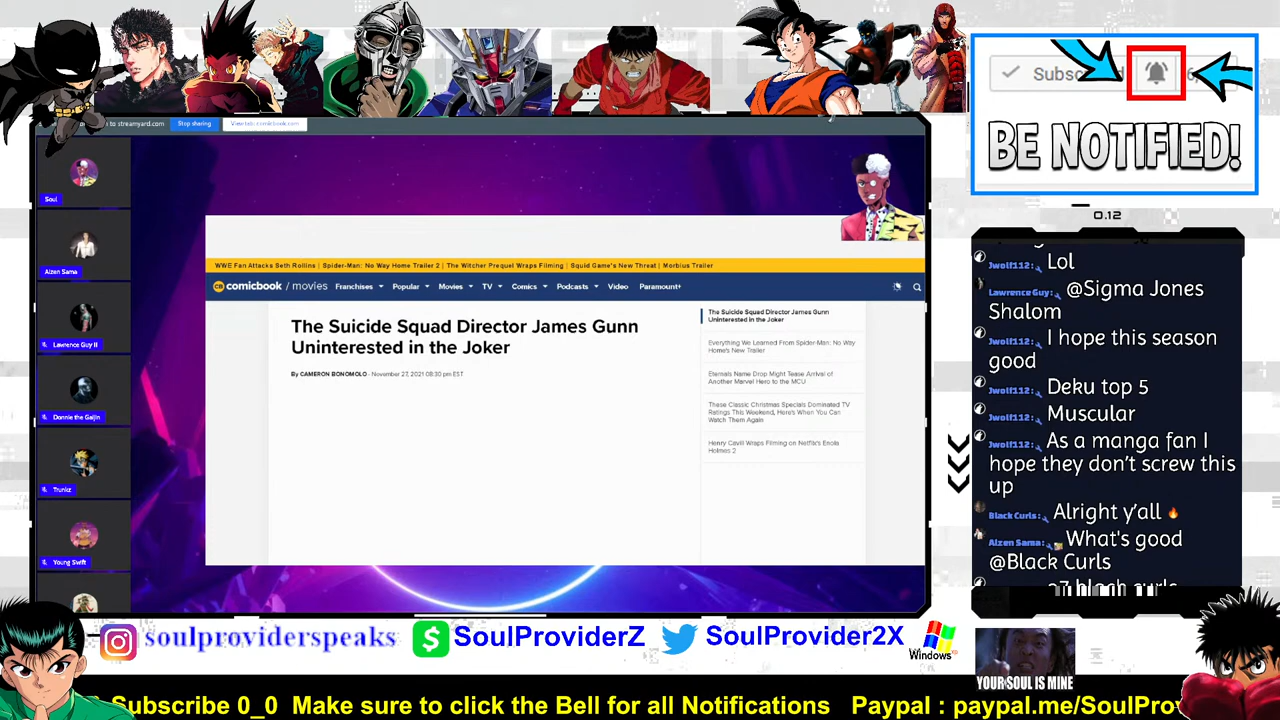 Subsc
BE NOTIFIED!
to streamyard.com
Stop sharing
View tab: comicbook.com
Soul
Aizen Sama
Lawrence Guy II
Donnie the Gaijin
Trunkz
Young Swift
WWE Fan Attacks Seth Rollins | Spider-Man: No Way Home Trailer 2 | The Witcher Prequel Wraps Filming | Squid Game's New Threat | Morbius Trailer
CB comicbook / movies Franchises Popular Movies TV Comics Podcasts Video Paramount+
The Suicide Squad Director James Gunn
Uninterested in the Joker
By CAMERON BONOMOLO - November 27, 2021 08:30 pm EST
The Suicide Squad Director James Gunn
Uninterested in the Joker
Everything We Learned From Spider-Man: No Way
Home's New Trailer
Eternals Name Drop Might Tease Arrival of
Another Marvel Hero to the MCU
These Classic Christmas Specials Dominated TV
Ratings This Weekend, Here's When You Can
Watch Them Again
Henry Cavill Wraps Filming on Netflix's Enola
Holmes 2
0.12
Jwolf112: Lol
Lawrence Guy: @Sigma Jones
Shalom
Jwolf112: I hope this season
good
Jwolf112: Deku top 5
Jwolf112: Muscular
Jwolf112: As a manga fan I
hope they don't screw this
up
Black Curls: Alright y'all 🔥
Aizen Sama: What's good
@Black Curls
soulproviderspeaks
SoulProviderZ
SoulProvider2X
Windows
YOUR SOUL IS MINE
Subscribe 0_0 Make sure to click the Bell for all Notifications Paypal : paypal.me/SoulPro